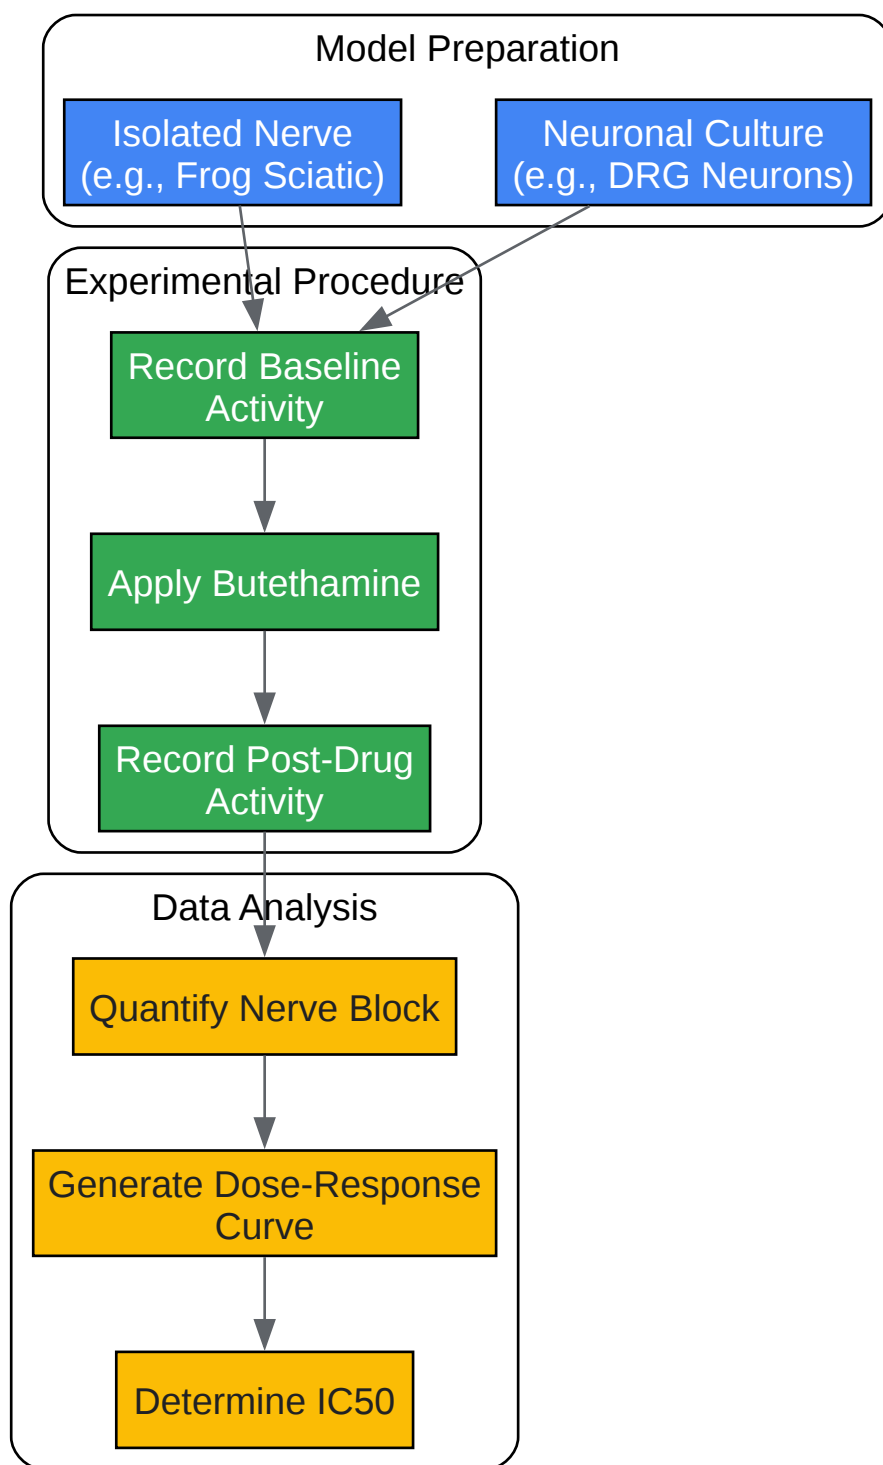 Model Preparation
Isolated Nerve
(e.g., Frog Sciatic)
Neuronal Culture
(e.g., DRG Neurons)
Experimental Procedure
Record Baseline
Activity
Apply Butethamine
Record Post-Drug
Activity
Data Analysis
Quantify Nerve Block
Generate Dose-Response
Curve
Determine IC50